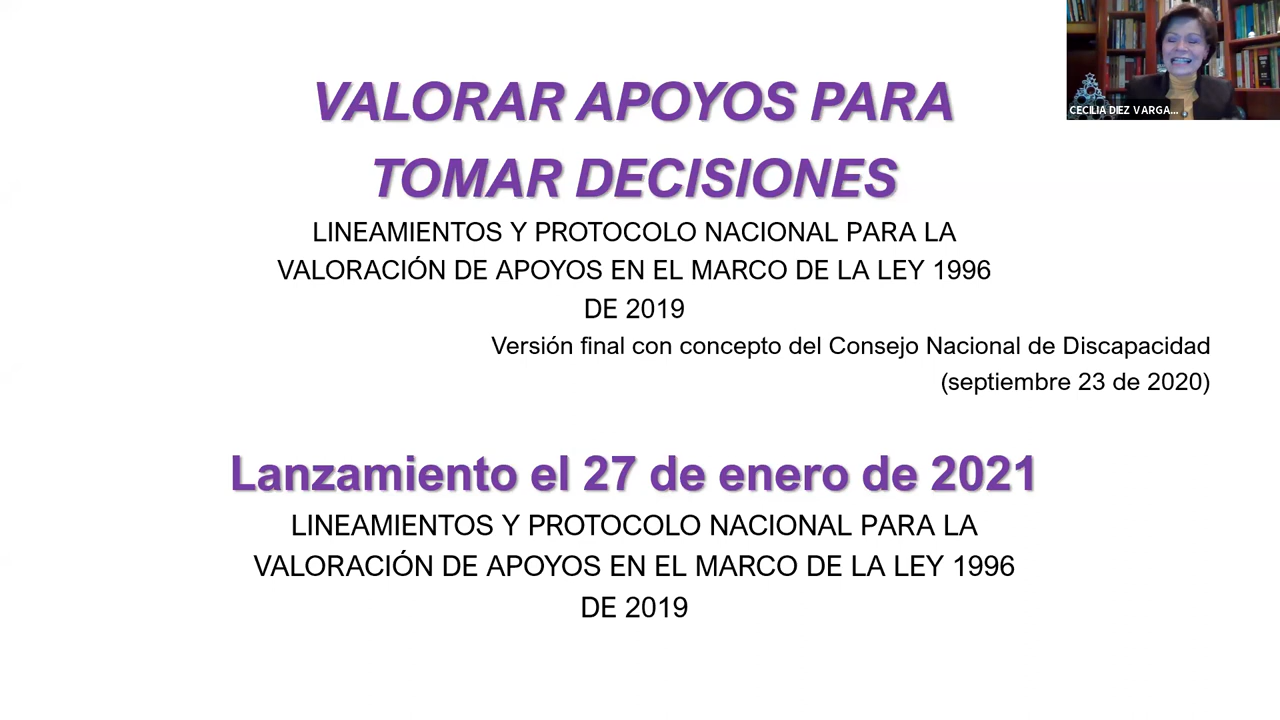 CECILIA DIEZ VARGA...
VALORAR APOYOS PARA
TOMAR DECISIONES
LINEAMIENTOS Y PROTOCOLO NACIONAL PARA LA
VALORACIÓN DE APOYOS EN EL MARCO DE LA LEY 1996
DE 2019
Versión final con concepto del Consejo Nacional de Discapacidad
(septiembre 23 de 2020)
Lanzamiento el 27 de enero de 2021
LINEAMIENTOS Y PROTOCOLO NACIONAL PARA LA
VALORACIÓN DE APOYOS EN EL MARCO DE LA LEY 1996
DE 2019